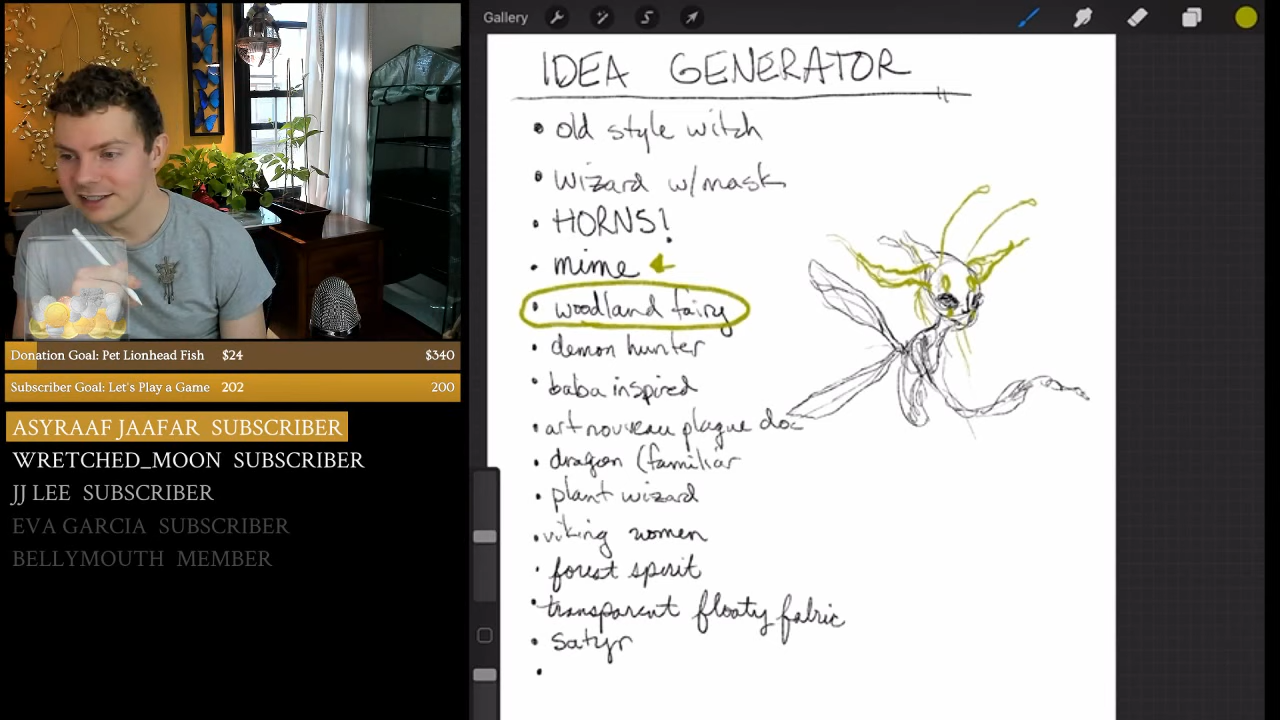 Gallery
IDEA GENERATOR
• old style witch
• wizard w/mask
• HORNS!
• mime
• woodland fairy
• demon hunter
• baba inspired
• art nouveau plague doc
• dragon (familiar
• plant wizard
• viking women
• forest spirit
• transparent floaty fabric
• satyr
•
Donation Goal: Pet Lionhead Fish $24 $340
Subscriber Goal: Let's Play a Game 202 200
ASYRAAF JAAFAR SUBSCRIBER
WRETCHED_MOON SUBSCRIBER
JJ LEE SUBSCRIBER
EVA GARCIA SUBSCRIBER
BELLYMOUTH MEMBER